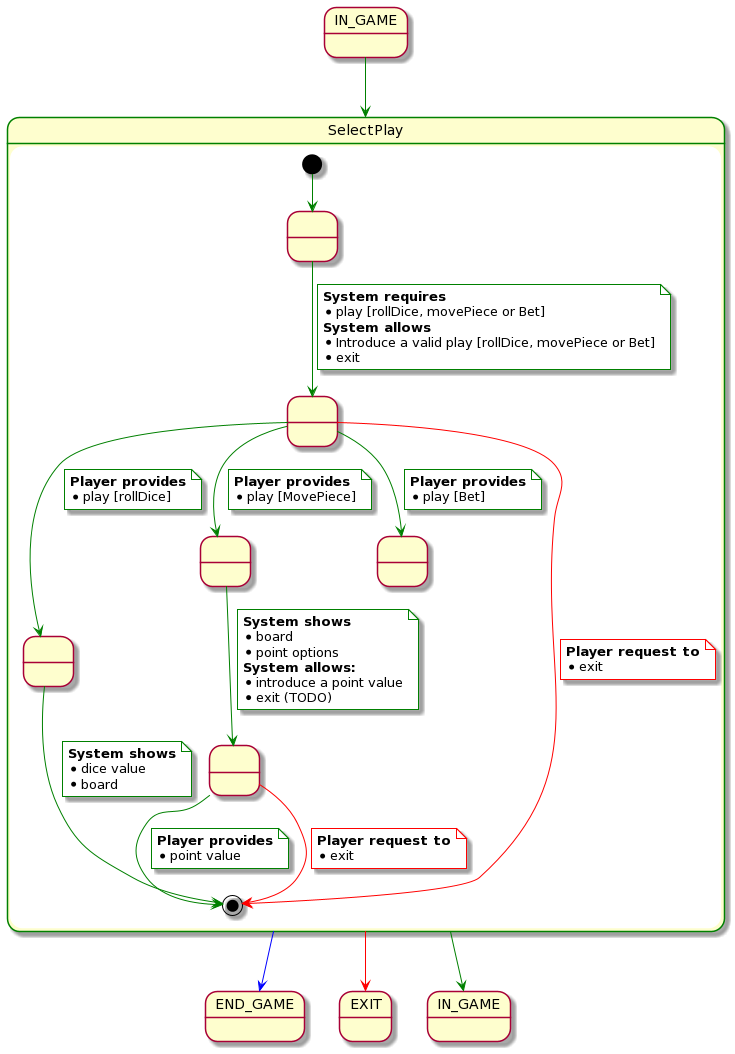 IN_GAME
SelectPlay
System requires
• play [rollDice, movePiece or Bet]
System allows
• Introduce a valid play [rollDice, movePiece or Bet]
• exit
Player provides
• play [rollDice]
Player provides
• play [MovePiece]
Player provides
• play [Bet]
System shows
• board
• point options
System allows:
• introduce a point value
• exit (TODO)
Player request to
• exit
System shows
• dice value
• board
Player provides
• point value
Player request to
• exit
END_GAME
EXIT
IN_GAME